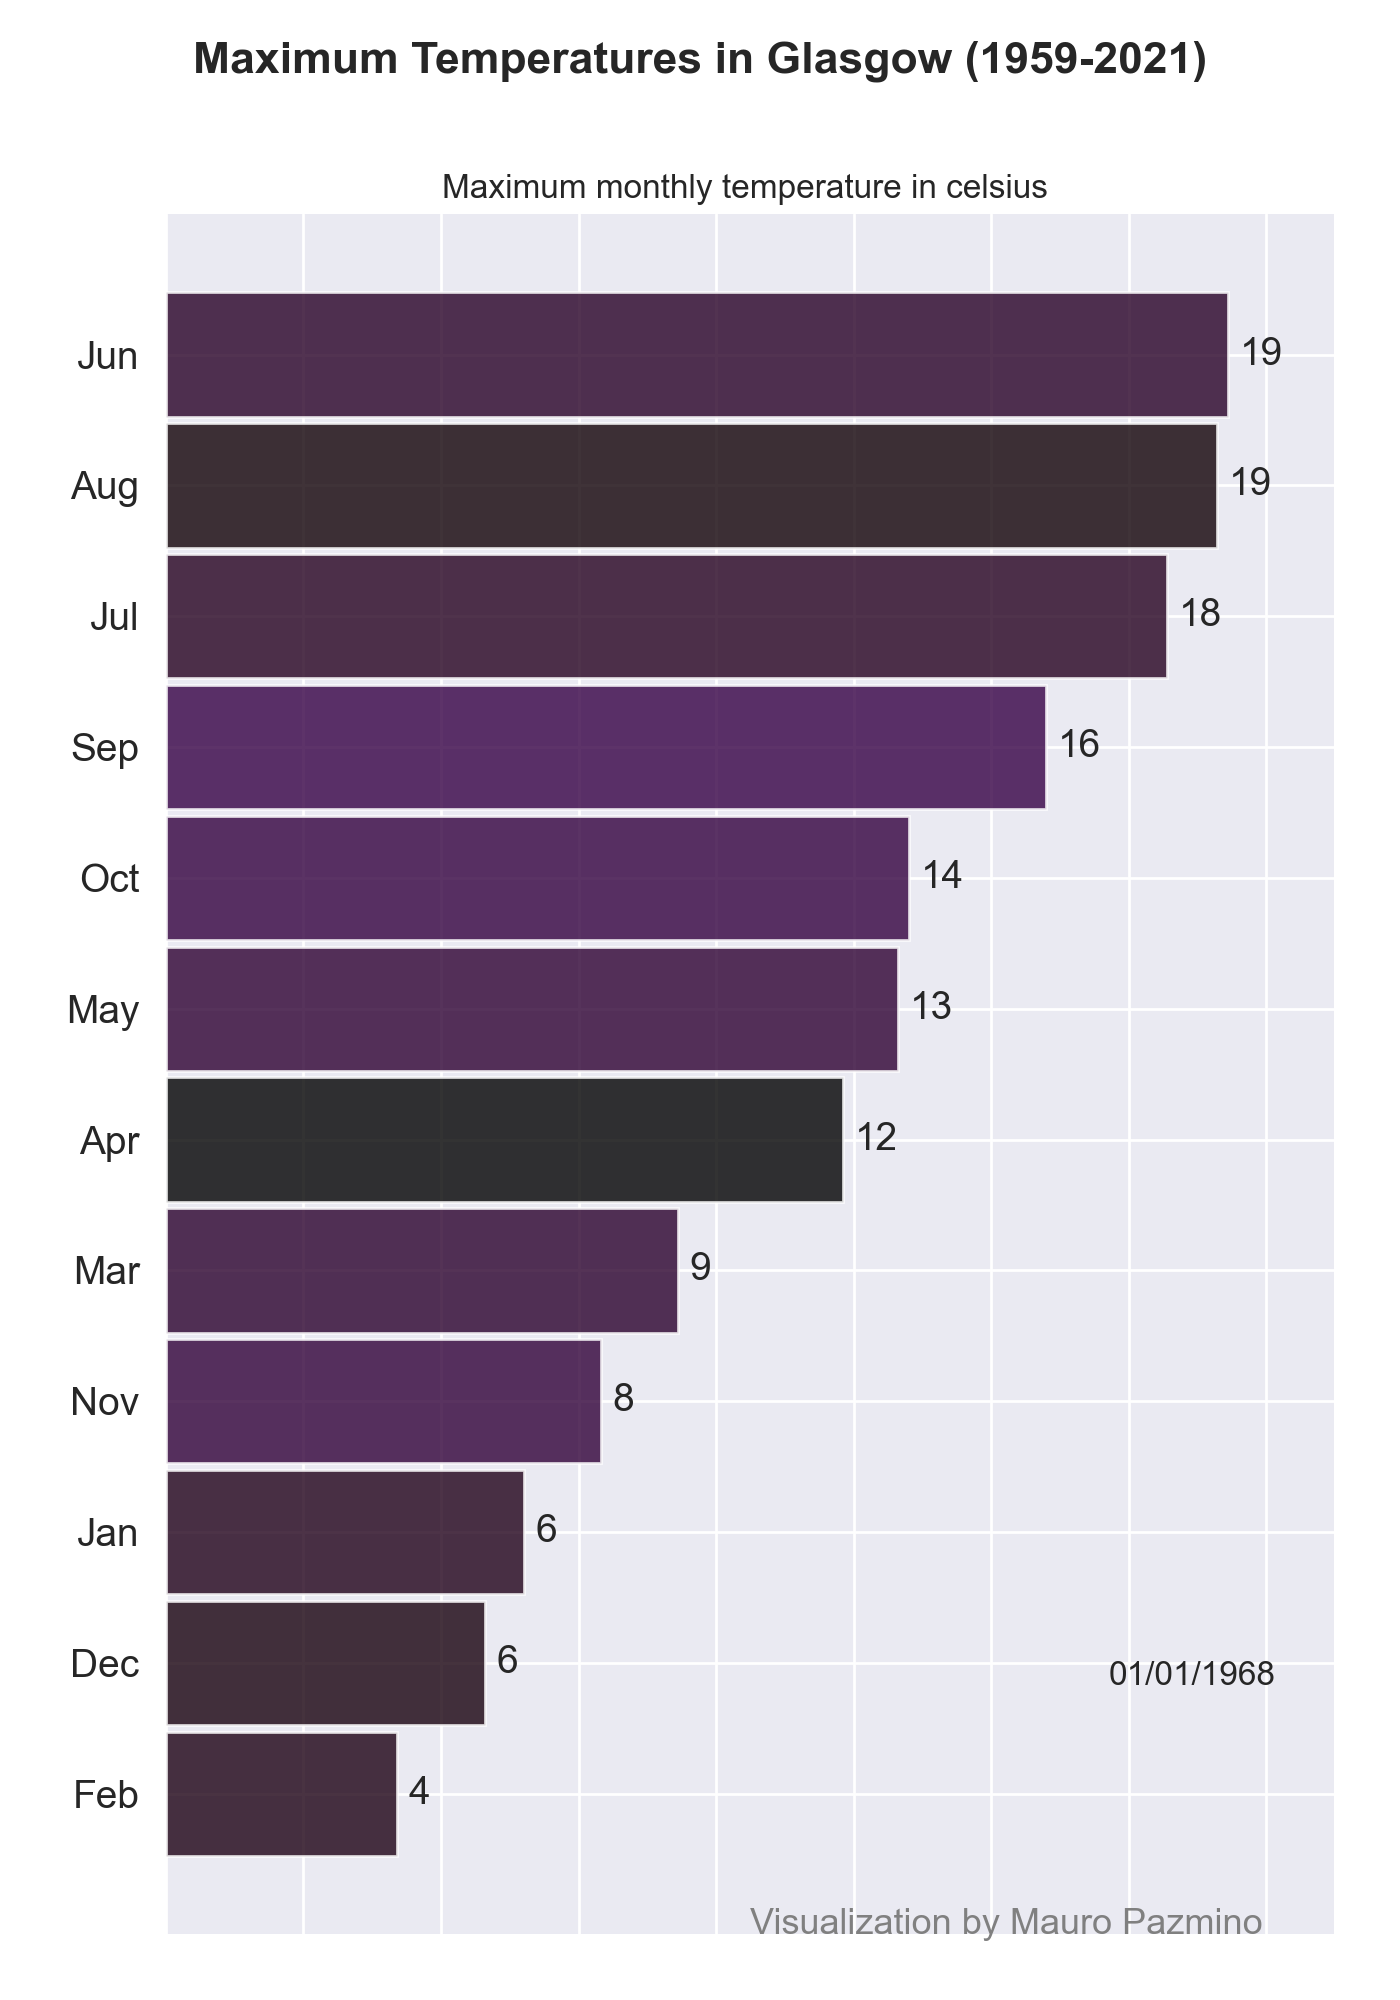 Maximum Temperatures in Glasgow (1959-2021)
Maximum monthly temperature in celsius
Jun 19
Aug 19
Jul 18
Sep 16
Oct 14
May 13
Apr 12
Mar 9
Nov 8
Jan 6
Dec 6
01/01/1968
Feb 4
Visualization by Mauro Pazmino